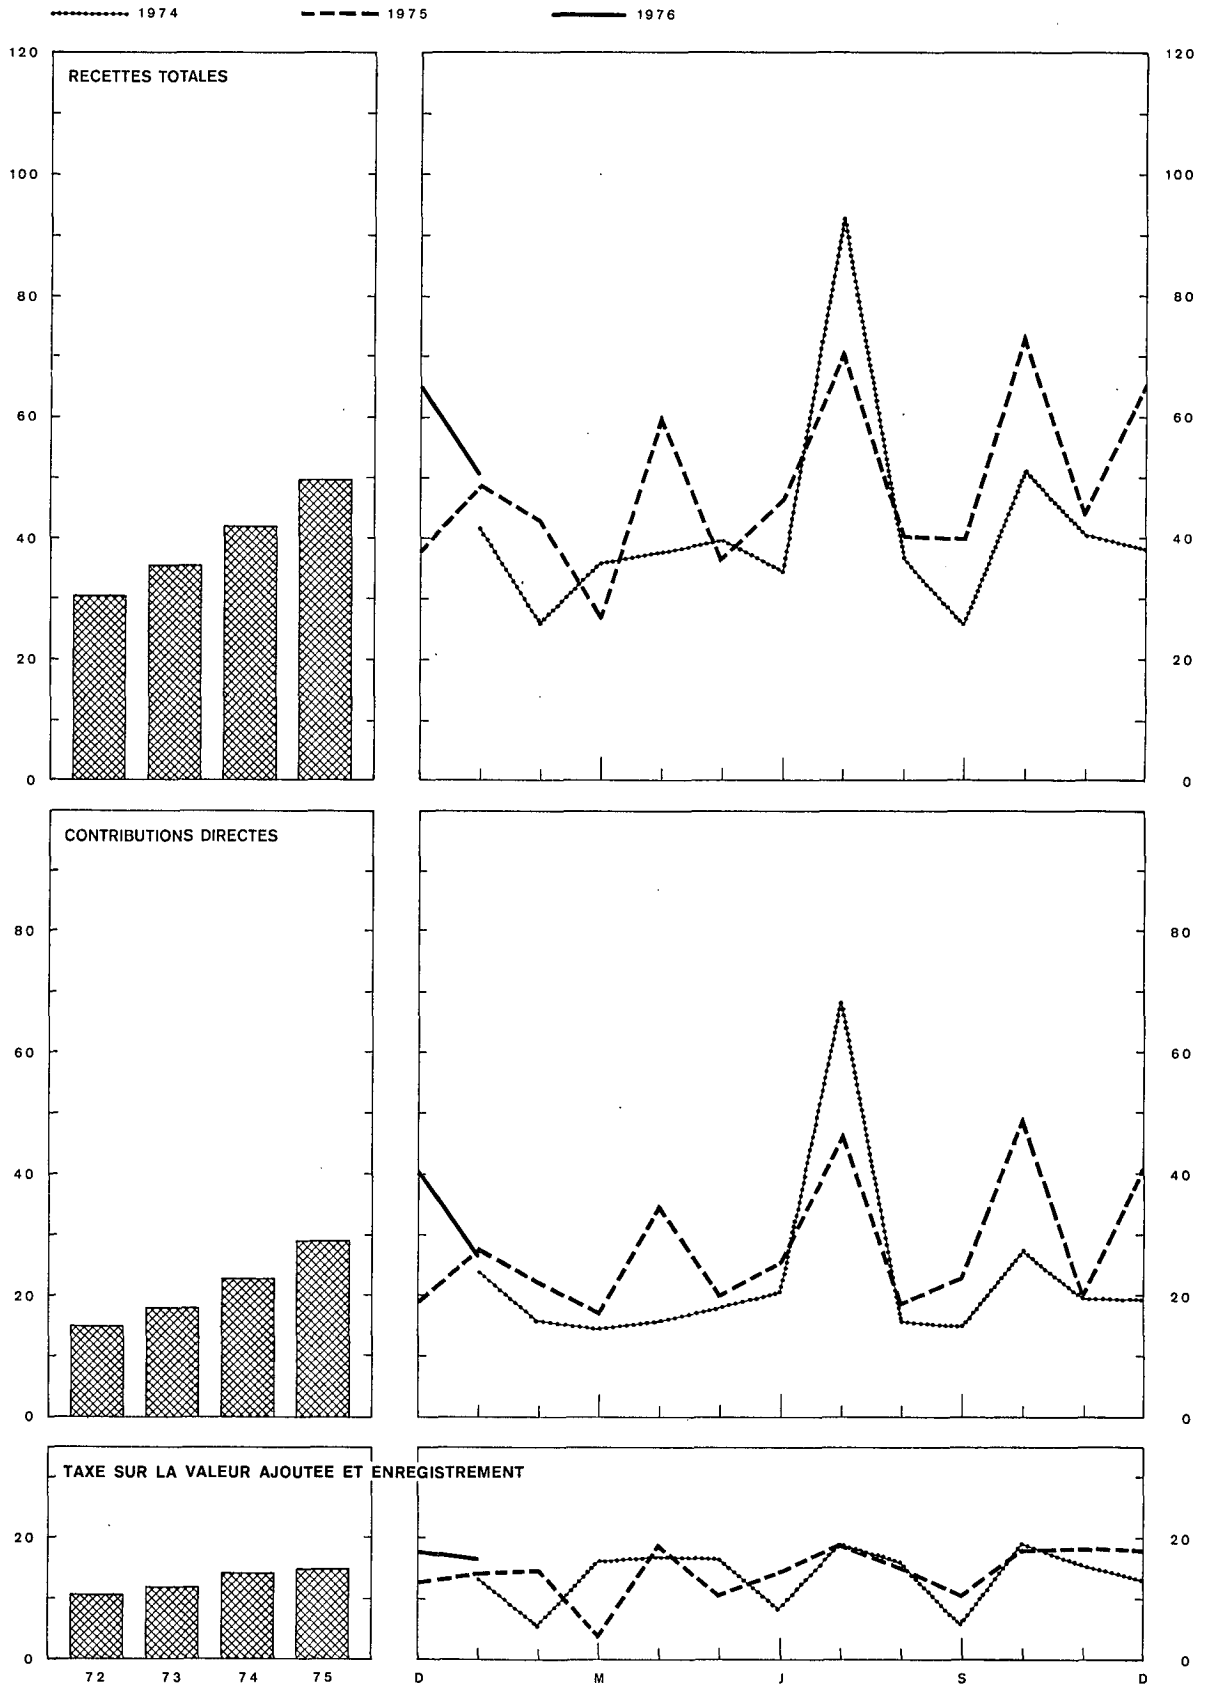 1974 1975 1976
120 120
RECETTES TOTALES
100 100
80 80
60 60
40 40
20 20
0 0
CONTRIBUTIONS DIRECTES
80 80
60 60
40 40
20 20
0 0
TAXE SUR LA VALEUR AJOUTEE ET ENREGISTREMENT
20 20
0 0
72 73 74 75 D M J S D